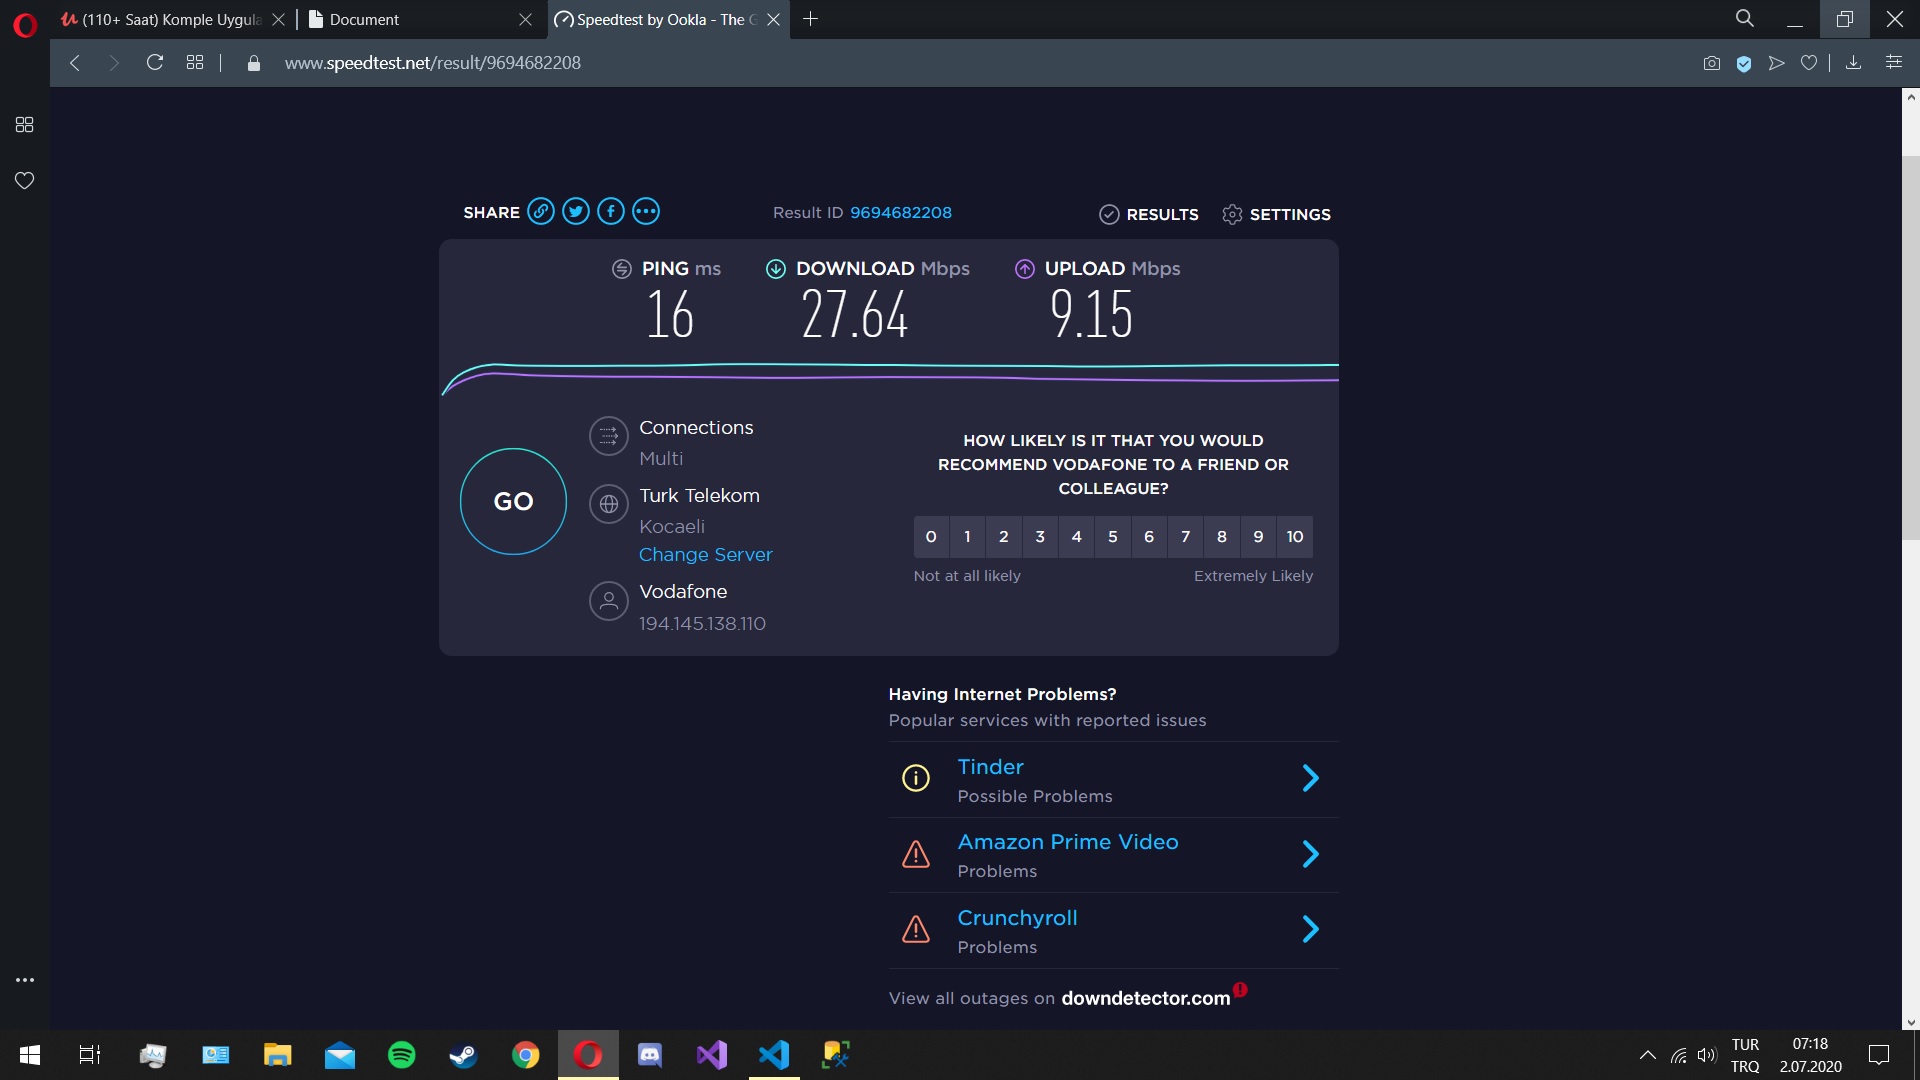 (110+ Saat) Komple Uygula
Document
Speedtest by Ookla - The G
www.speedtest.net/result/9694682208
SHARE
Result ID 9694682208
RESULTS
SETTINGS
PING ms
DOWNLOAD Mbps
UPLOAD Mbps
16
27.64
9.15
GO
Connections
Multi
Turk Telekom
Kocaeli
Change Server
Vodafone
194.145.138.110
HOW LIKELY IS IT THAT YOU WOULD
RECOMMEND VODAFONE TO A FRIEND OR
COLLEAGUE?
0 1 2 3 4 5 6 7 8 9 10
Not at all likely
Extremely Likely
Having Internet Problems?
Popular services with reported issues
Tinder
Possible Problems
Amazon Prime Video
Problems
Crunchyroll
Problems
View all outages on downdetector.com
TUR
TRQ
07:18
2.07.2020